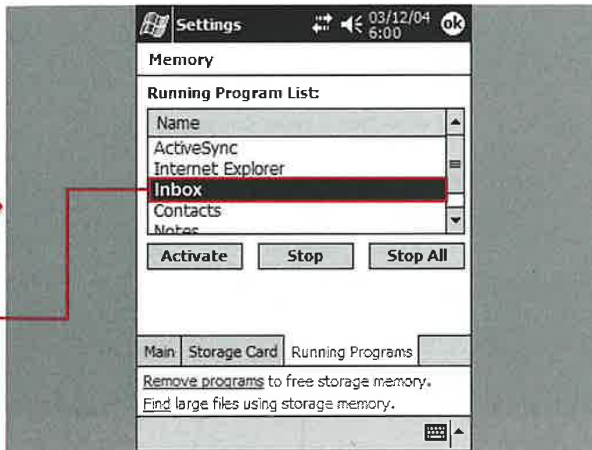 Settings
03/12/04
6:00
ok
Memory
Running Program List:
Name
ActiveSync
Internet Explorer
Inbox
Contacts
Notes
Activate Stop Stop All
Main Storage Card Running Programs
Remove programs to free storage memory.
Find large files using storage memory.